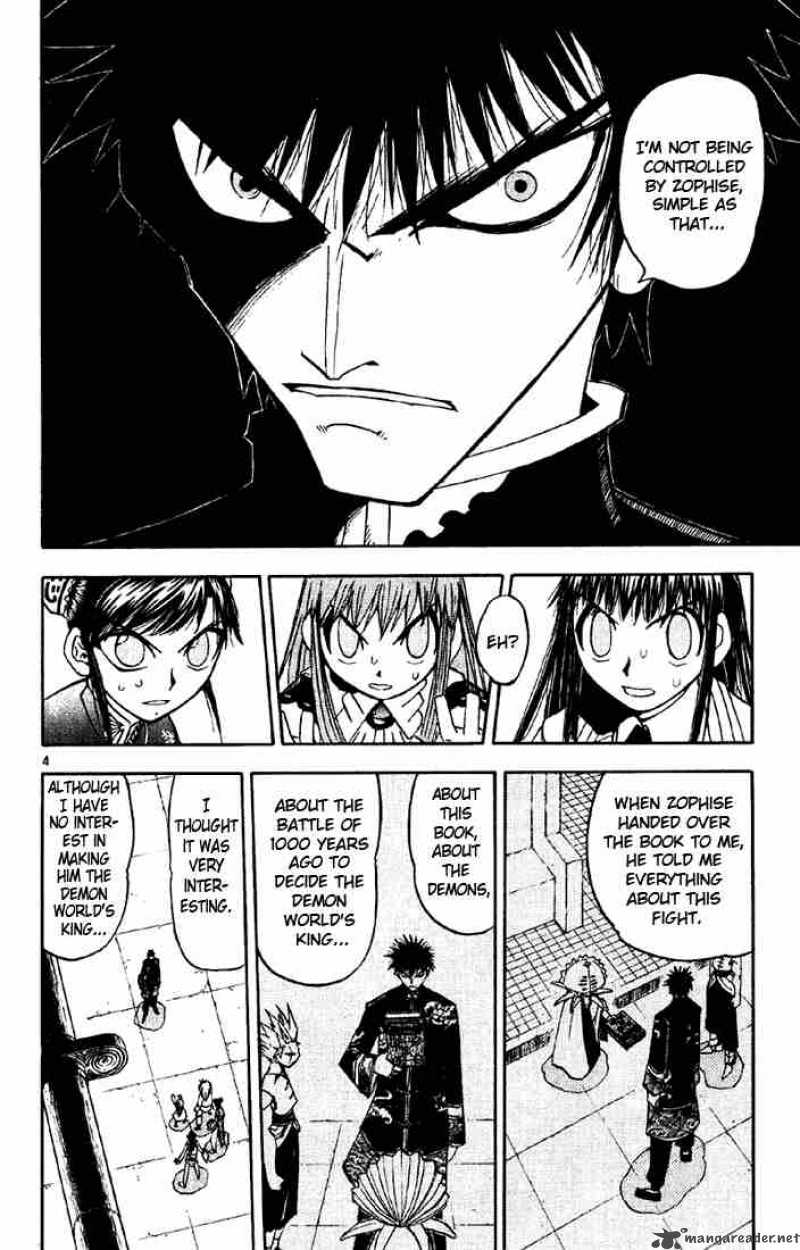 I'M NOT BEING
CONTROLLED
BY ZOPHISE,
SIMPLE AS
THAT...
EH?
4
WHEN ZOPHISE
HANDED OVER
THE BOOK TO ME,
HE TOLD ME
EVERYTHING
ABOUT THIS
FIGHT.
ABOUT
THIS
BOOK,
ABOUT
THE
DEMONS,
ABOUT THE
BATTLE OF
1000 YEARS
AGO TO
DECIDE THE
DEMON
WORLD'S
KING...
I
THOUGHT
IT WAS
VERY
INTER-
ESTING.
ALTHOUGH
I HAVE
NO INTER-
EST IN
MAKING
HIM THE
DEMON
WORLD'S
KING...
mangareader.net